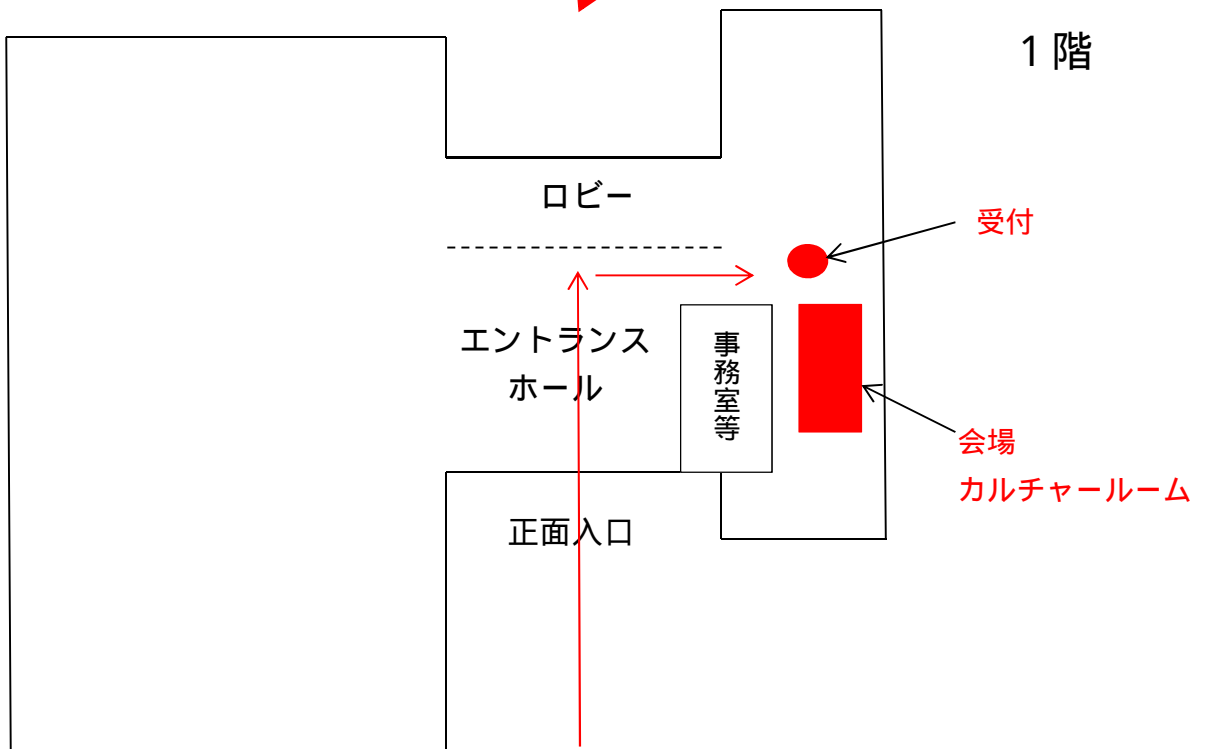 1階
ロビー
受付
エントランス
ホール
事務室等
会場
カルチャールーム
正面入口